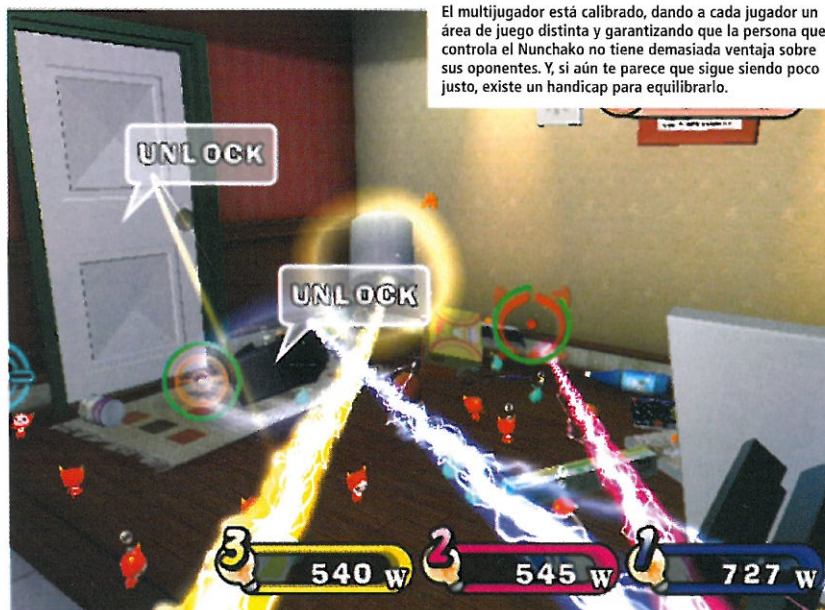 El multijugador está calibrado, dando a cada jugador un
área de juego distinta y garantizando que la persona que
controla el Nunchako no tiene demasiada ventaja sobre
sus oponentes. Y, si aún te parece que sigue siendo poco
justo, existe un handicap para equilibrarlo.
UNLOCK
UNLOCK
3 540 W
2 545 W
1 727 W